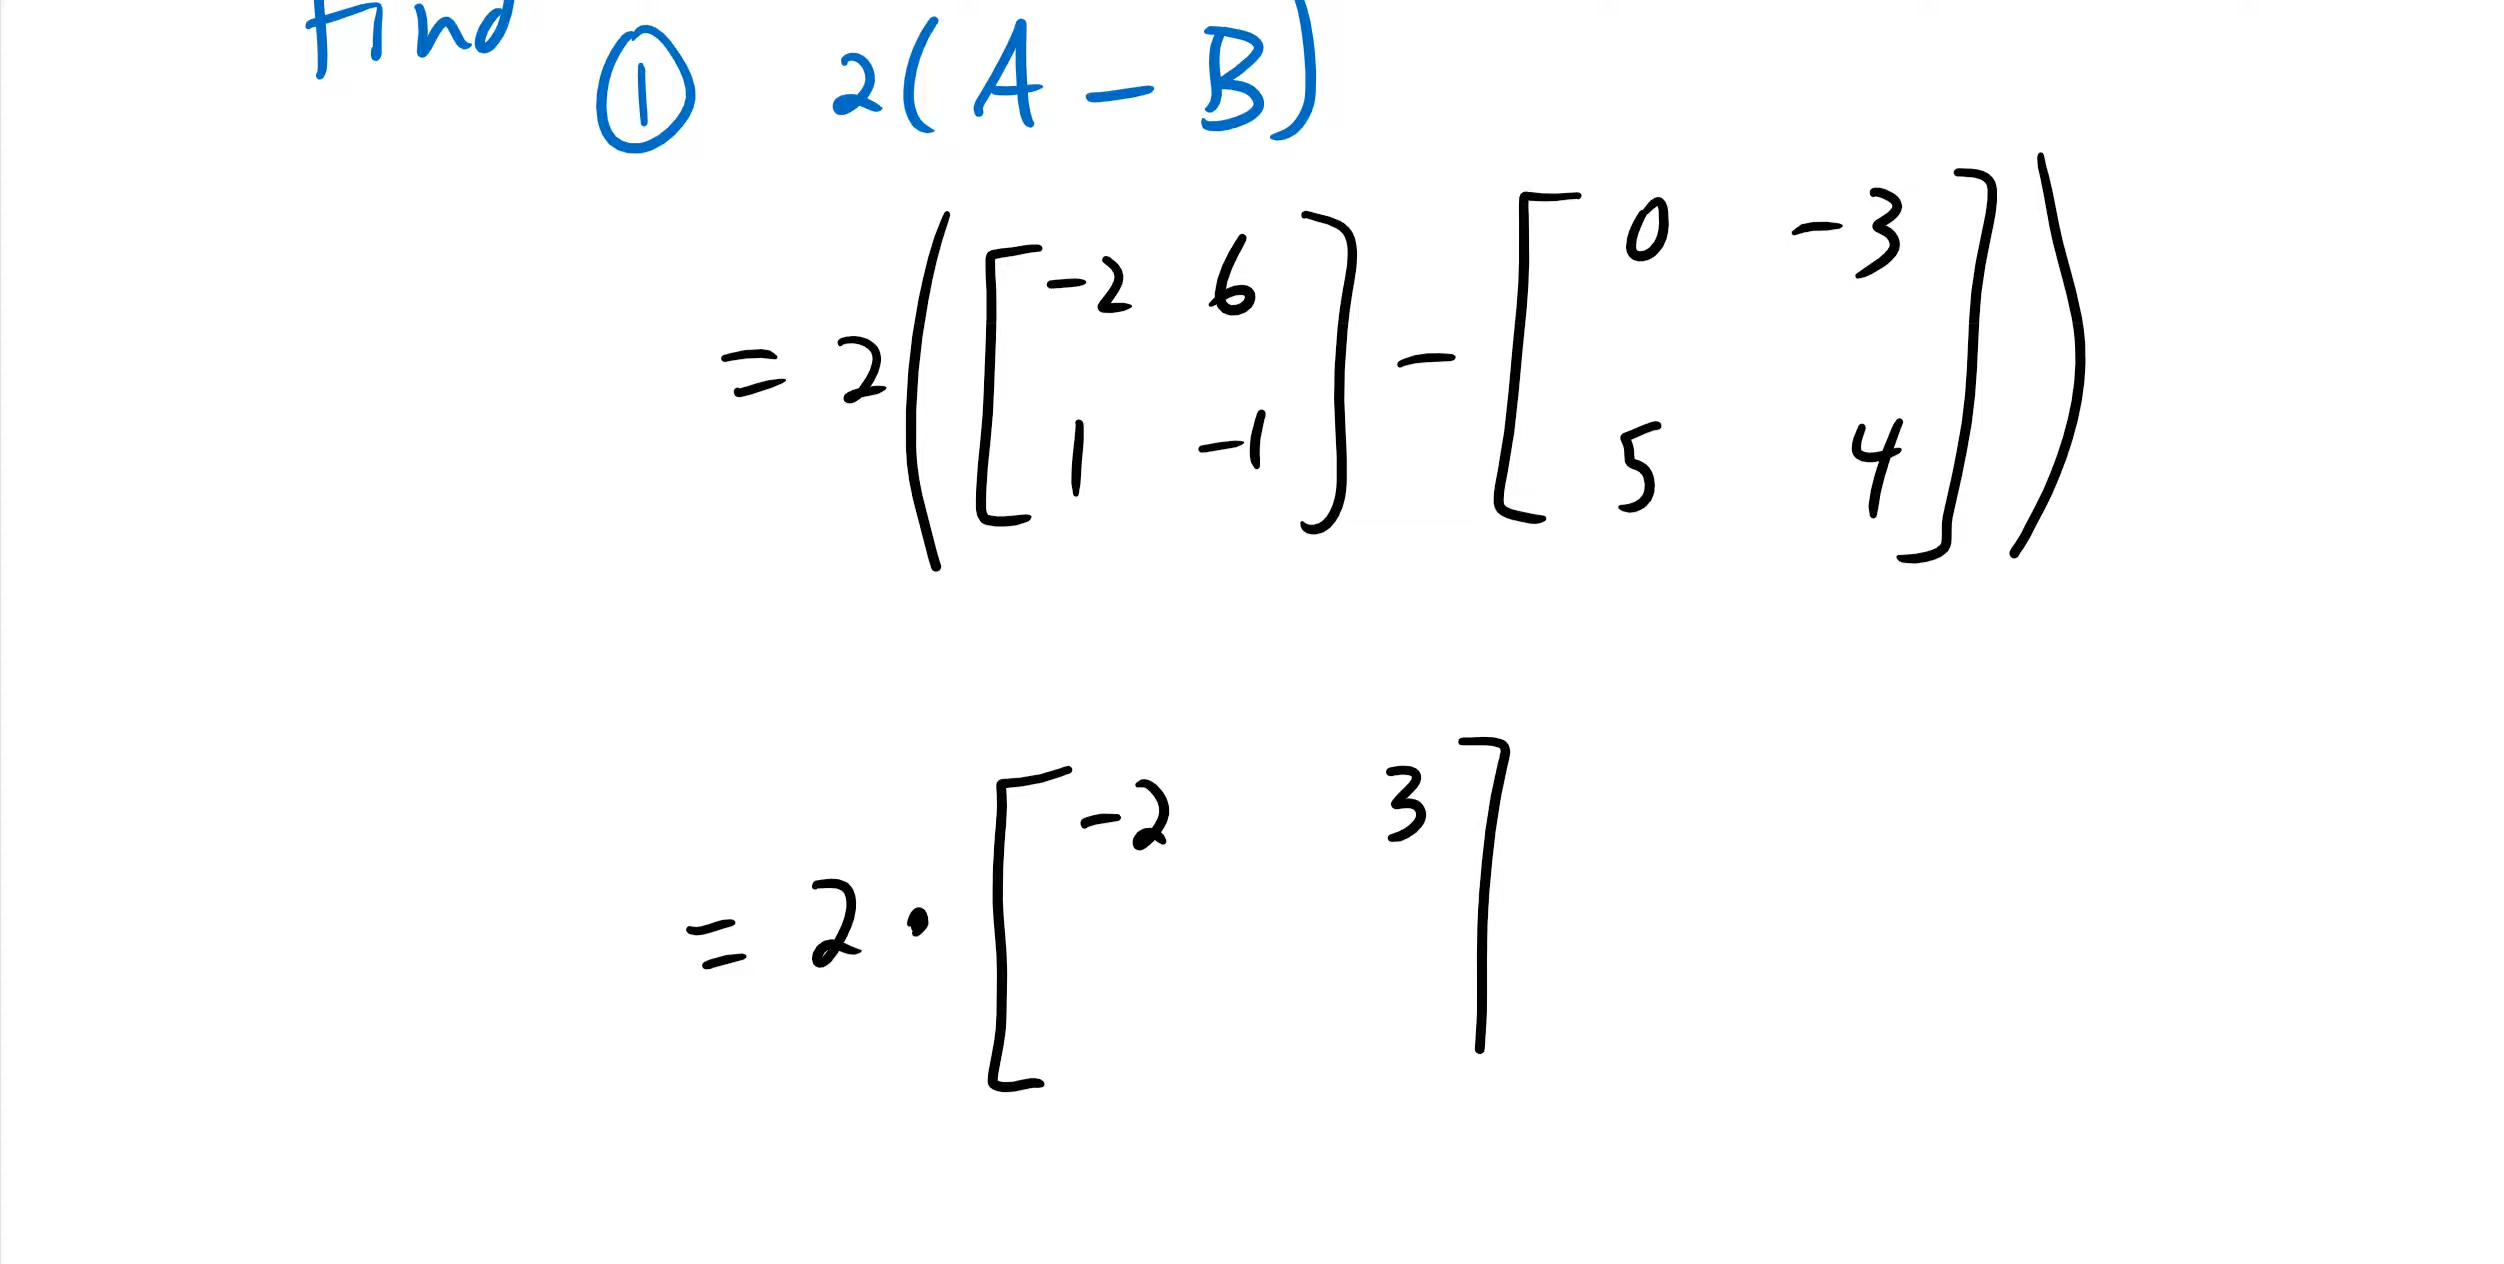 Find
① 2(A - B)
= 2([-2 6; 1 -1] - [0 -3; 5 4])
= 2 • [-2 3]